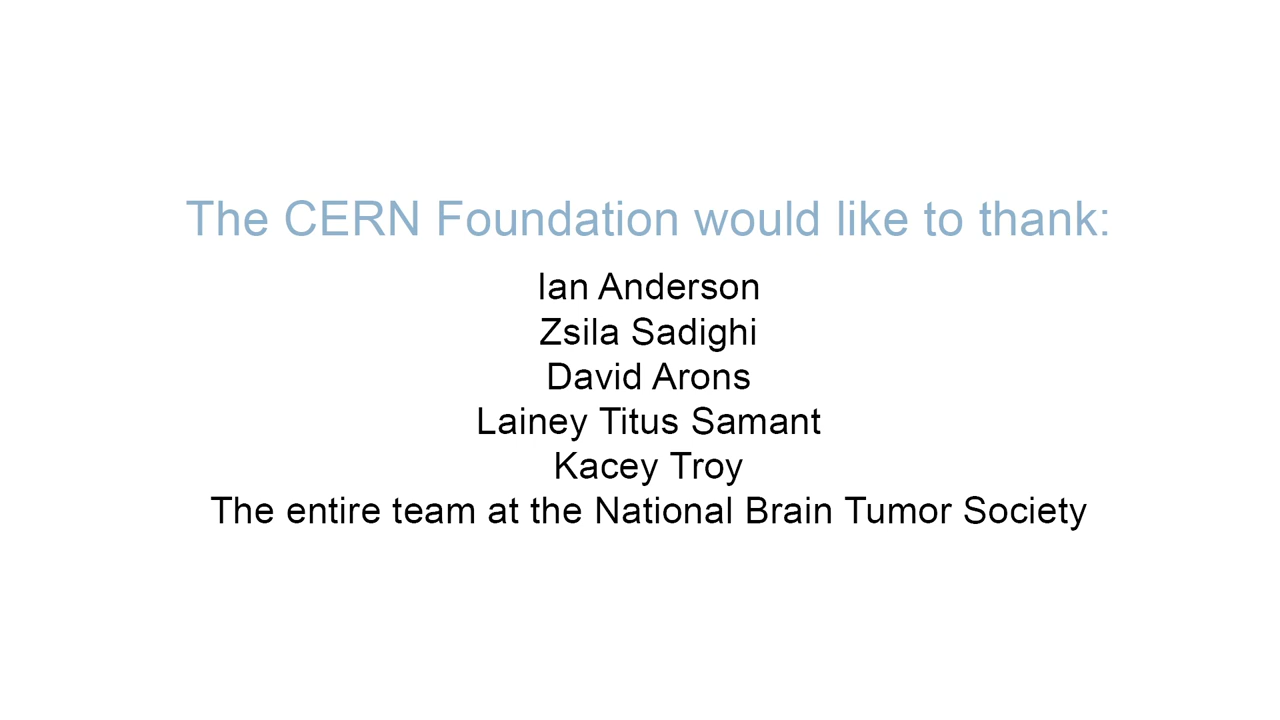 The CERN Foundation would like to thank:
Ian Anderson
Zsila Sadighi
David Arons
Lainey Titus Samant
Kacey Troy
The entire team at the National Brain Tumor Society